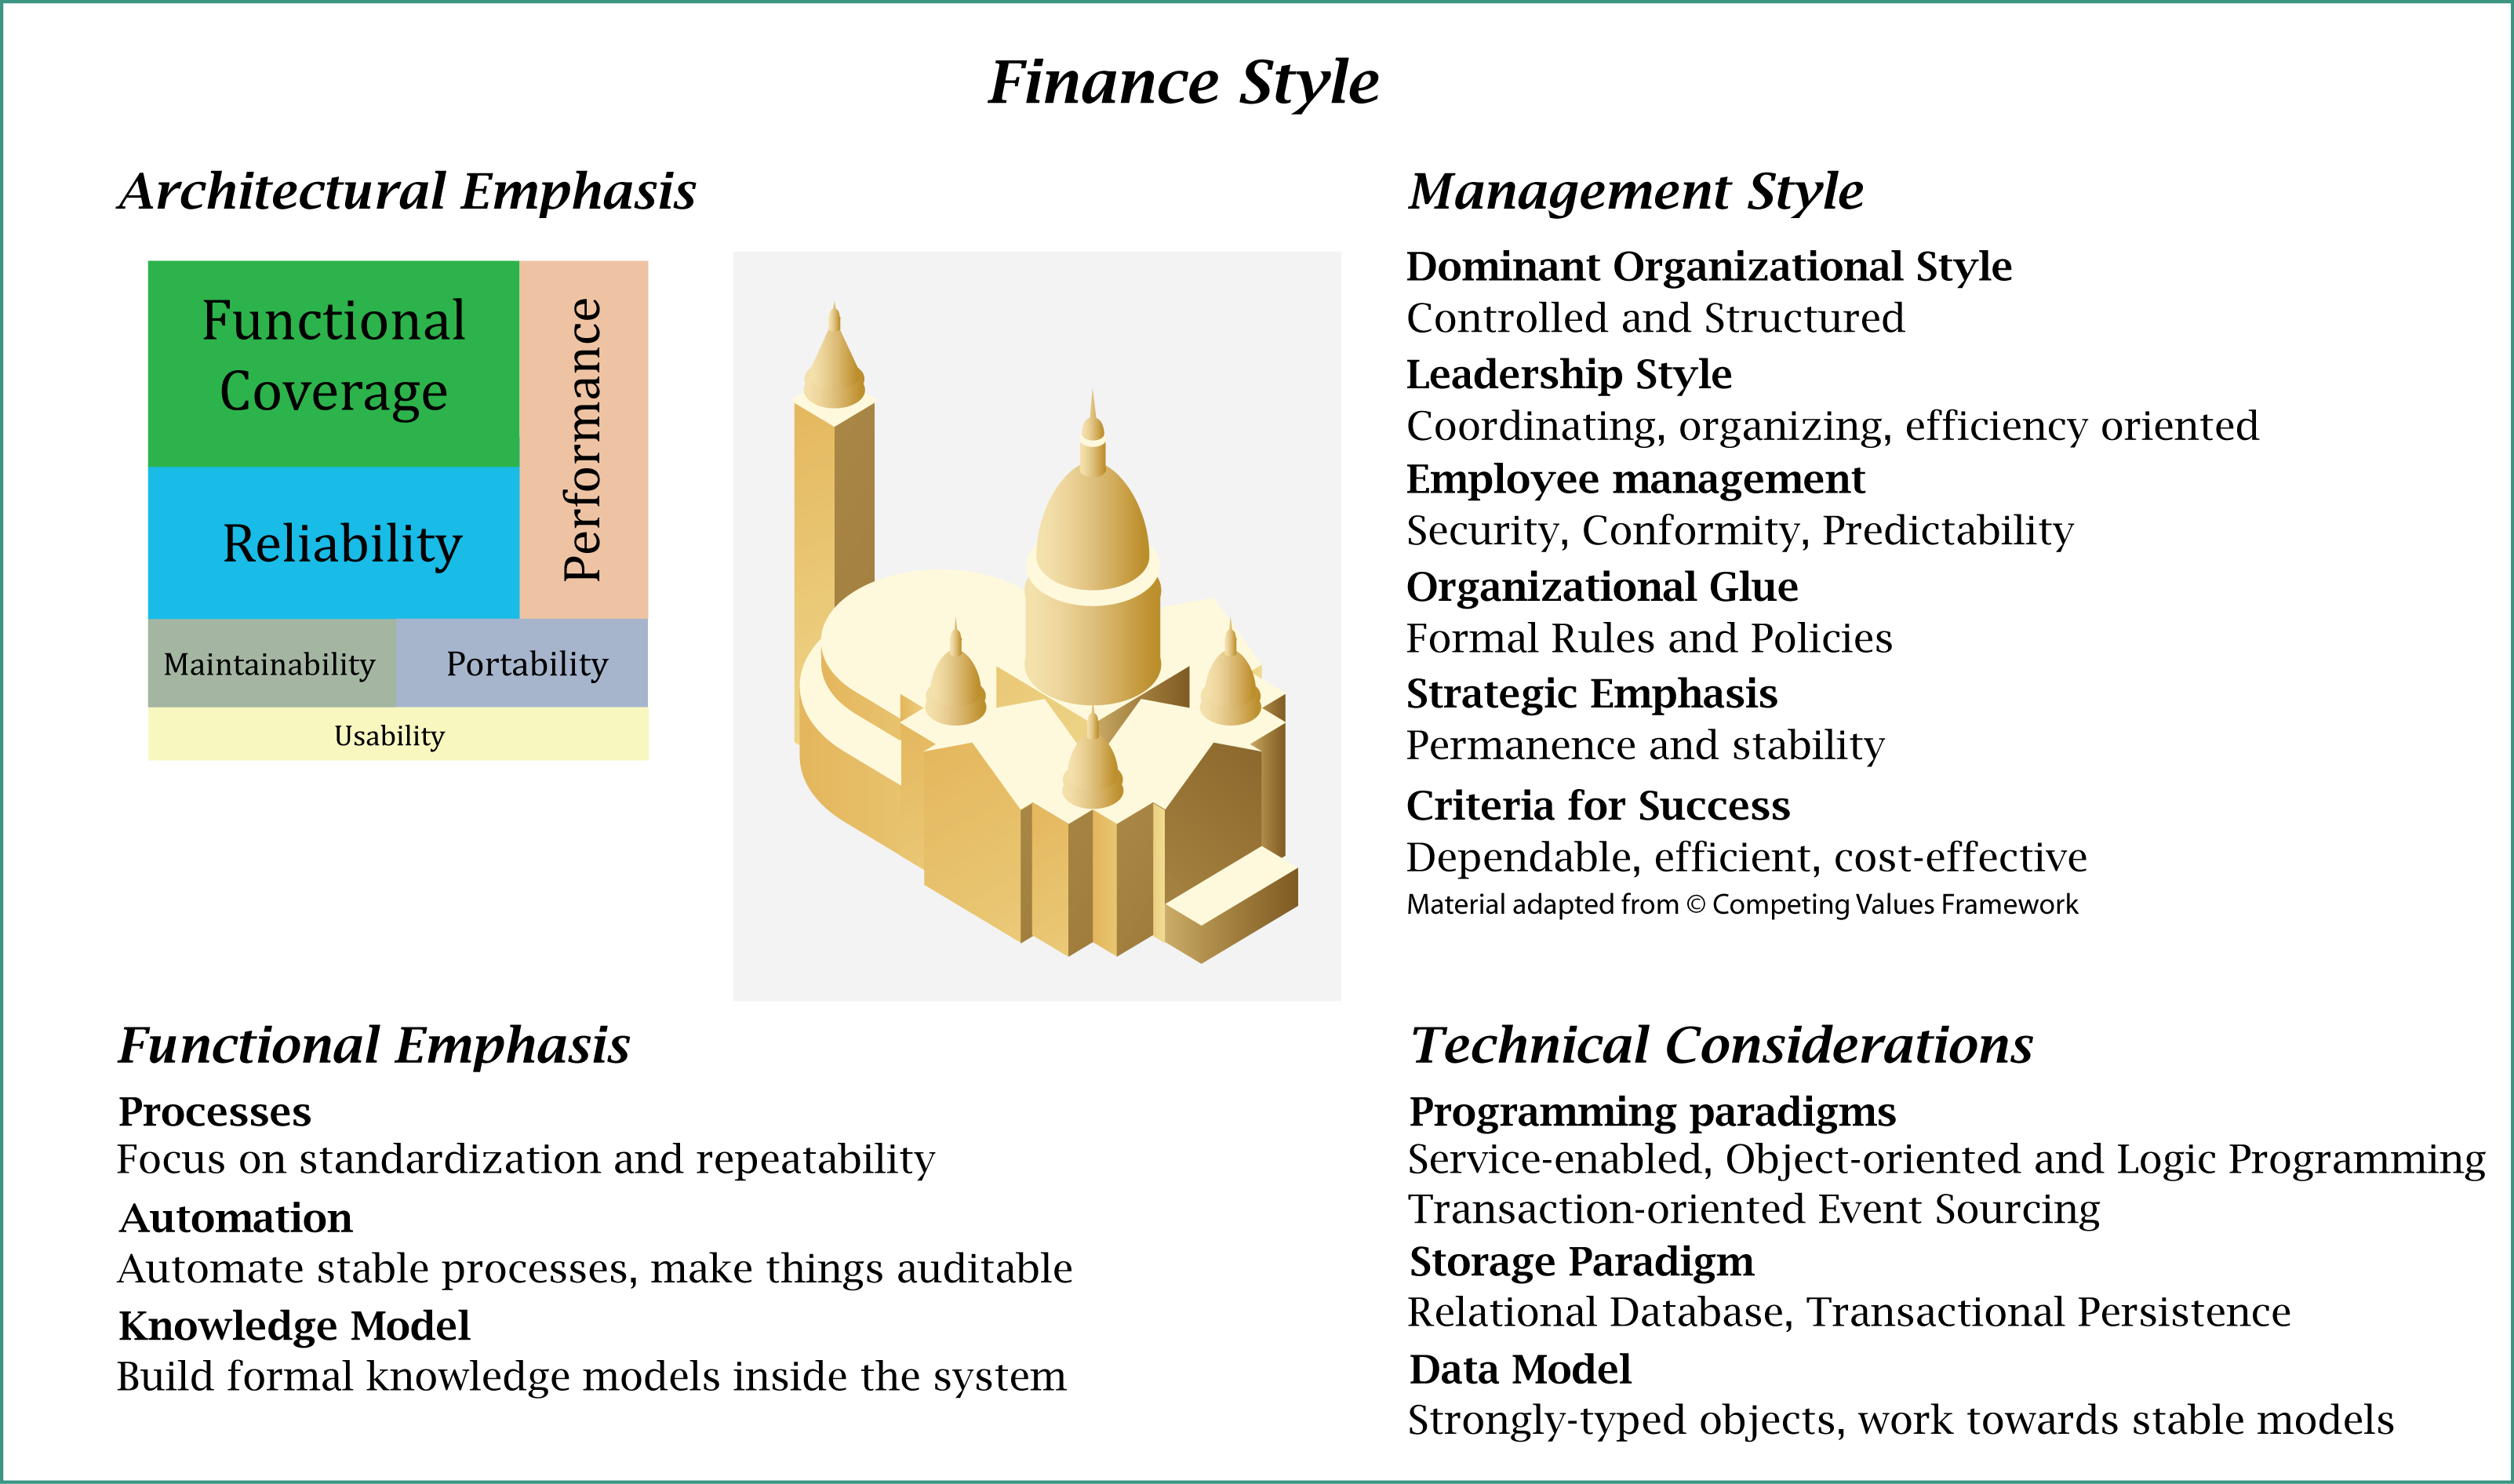 Finance Style
Architectural Emphasis
Functional
Coverage
Performance
Reliability
Maintainability
Portability
Usability
Management Style
Dominant Organizational Style
Controlled and Structured
Leadership Style
Coordinating, organizing, efficiency oriented
Employee management
Security, Conformity, Predictability
Organizational Glue
Formal Rules and Policies
Strategic Emphasis
Permanence and stability
Criteria for Success
Dependable, efficient, cost-effective
Material adapted from © Competing Values Framework
Functional Emphasis
Processes
Focus on standardization and repeatability
Automation
Automate stable processes, make things auditable
Knowledge Model
Build formal knowledge models inside the system
Technical Considerations
Programming paradigms
Service-enabled, Object-oriented and Logic Programming
Transaction-oriented Event Sourcing
Storage Paradigm
Relational Database, Transactional Persistence
Data Model
Strongly-typed objects, work towards stable models